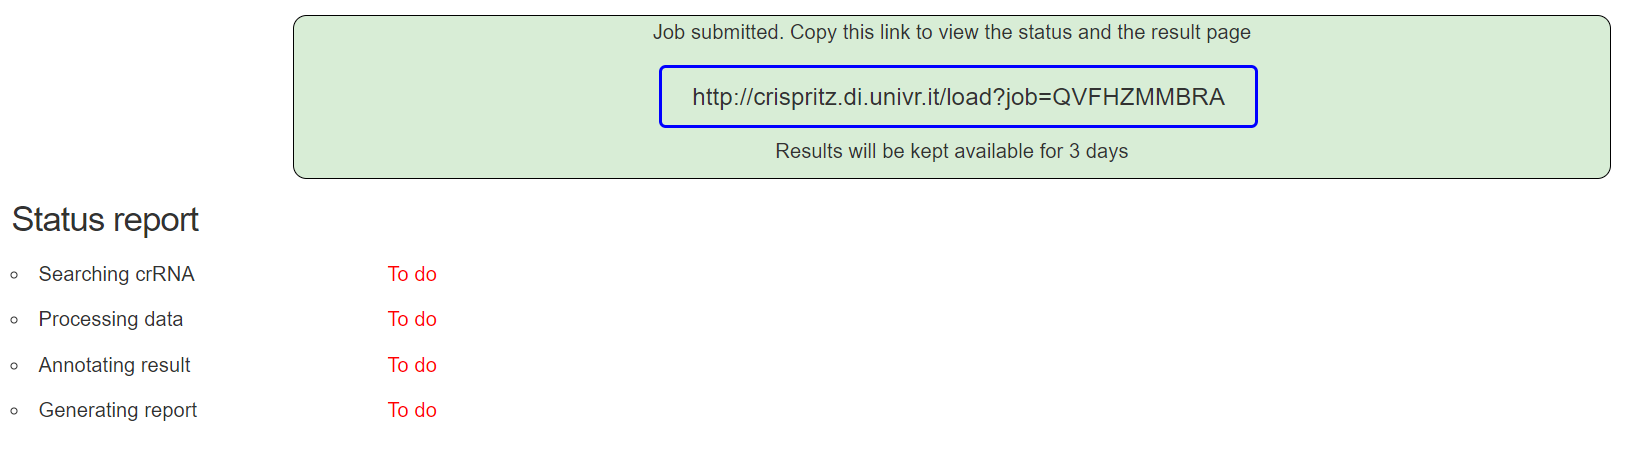 Job submitted. Copy this link to view the status and the result page
http://crispritz.di.univr.it/load?job=QVFHZMMBRA
Results will be kept available for 3 days
Status report
Searching crRNA To do
Processing data To do
Annotating result To do
Generating report To do